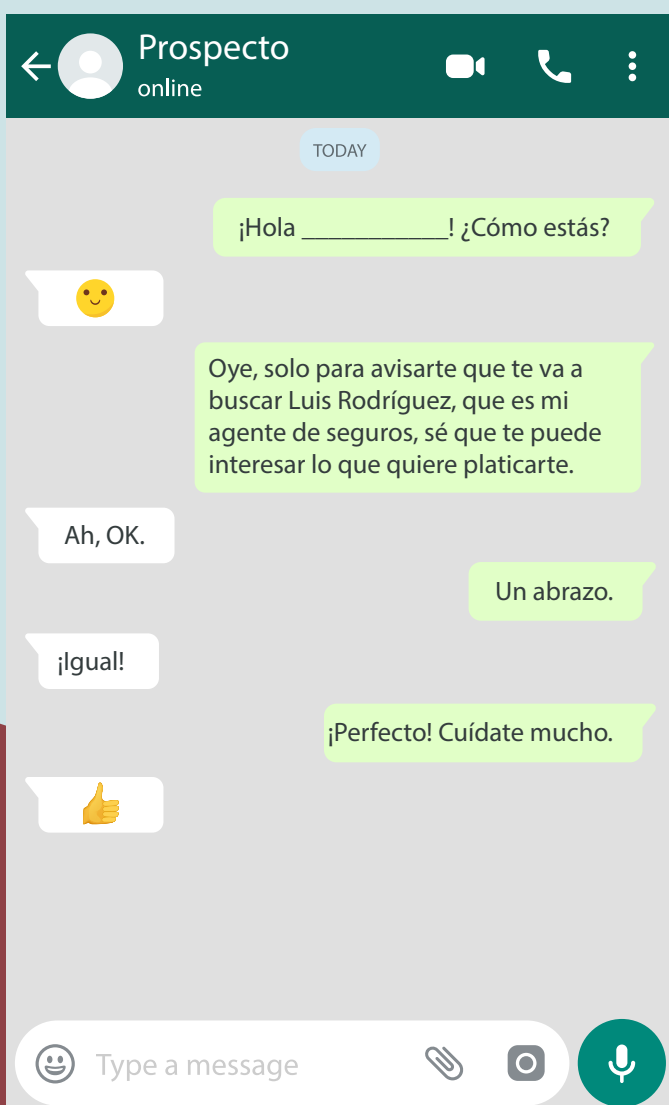 Prospecto
online
TODAY
¡Hola ___________! ¿Cómo estás?
Oye, solo para avisarte que te va a
buscar Luis Rodríguez, que es mi
agente de seguros, sé que te puede
interesar lo que quiere platicarte.
Ah, OK.
Un abrazo.
¡Igual!
¡Perfecto! Cuídate mucho.
Type a message